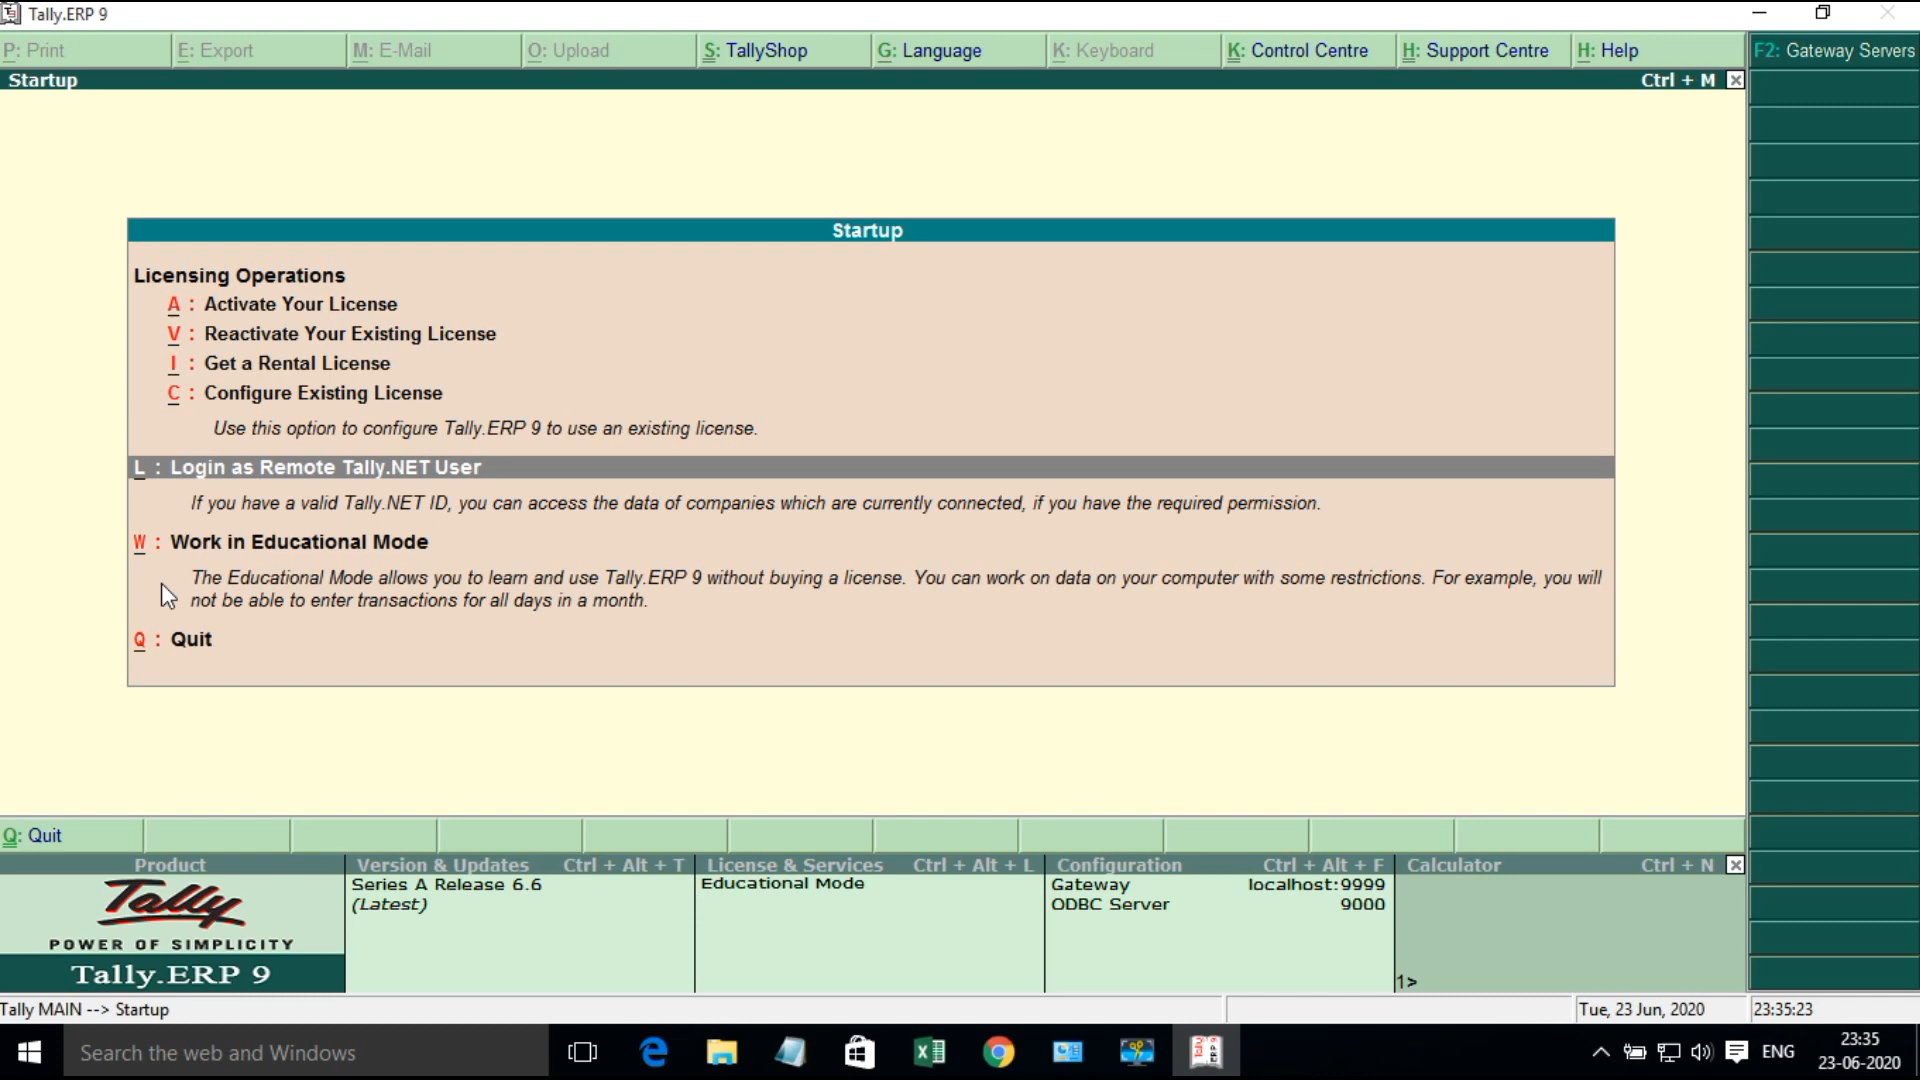 Tally.ERP 9
P: Print E: Export M: E-Mail O: Upload S: TallyShop G: Language K: Keyboard K: Control Centre H: Support Centre H: Help F2: Gateway Servers
Startup Ctrl + M
Startup
Licensing Operations
A : Activate Your License
V : Reactivate Your Existing License
I : Get a Rental License
C : Configure Existing License
Use this option to configure Tally.ERP 9 to use an existing license.
L : Login as Remote Tally.NET User
If you have a valid Tally.NET ID, you can access the data of companies which are currently connected, if you have the required permission.
W : Work in Educational Mode
The Educational Mode allows you to learn and use Tally.ERP 9 without buying a license. You can work on data on your computer with some restrictions. For example, you will
not be able to enter transactions for all days in a month.
Q : Quit
Q: Quit
Product Version & Updates Ctrl + Alt + T License & Services Ctrl + Alt + L Configuration Ctrl + Alt + F Calculator Ctrl + N
Series A Release 6.6 Educational Mode Gateway localhost:9999
(Latest) ODBC Server 9000
Tally
POWER OF SIMPLICITY
Tally.ERP 9
1>
Tally MAIN --> Startup Tue, 23 Jun, 2020 23:35:23
Search the web and Windows ENG 23:35
23-06-2020